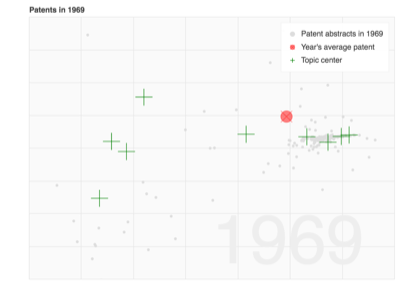 Patents in 1969
Patent abstracts in 1969
Year's average patent
Topic center
1969